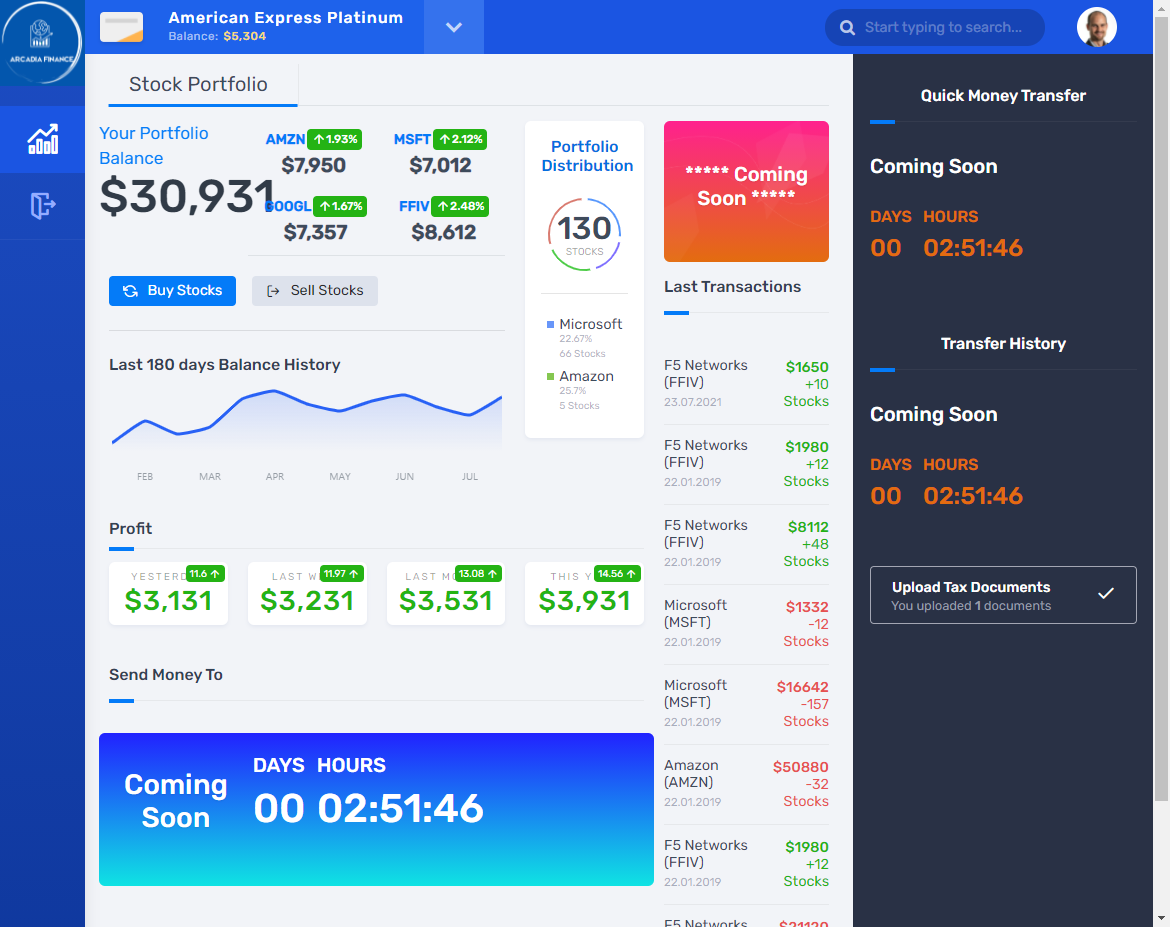 ARCADIA FINANCE
American Express Platinum
Balance: $5,304
Start typing to search...
Stock Portfolio
Your Portfolio
Balance
$30,931
AMZN 1.93%
$7,950
MSFT 2.12%
$7,012
GOOGL 1.67%
$7,357
FFIV 2.48%
$8,612
Buy Stocks
Sell Stocks
Last 180 days Balance History
FEB MAR APR MAY JUN JUL
Portfolio
Distribution
130
STOCKS
Microsoft
22.67%
66 Stocks
Amazon
25.7%
5 Stocks
Profit
YESTERD 11.6
$3,131
LAST W 11.97
$3,231
LAST MO 13.08
$3,531
THIS Y 14.56
$3,931
Send Money To
Coming
Soon
DAYS HOURS
00 02:51:46
***** Coming
Soon *****
Last Transactions
F5 Networks
(FFIV)
23.07.2021
$1650
+10
Stocks
F5 Networks
(FFIV)
22.01.2019
$1980
+12
Stocks
F5 Networks
(FFIV)
22.01.2019
$8112
+48
Stocks
Microsoft
(MSFT)
22.01.2019
$1332
-12
Stocks
Microsoft
(MSFT)
22.01.2019
$16642
-157
Stocks
Amazon
(AMZN)
22.01.2019
$50880
-32
Stocks
F5 Networks
(FFIV)
22.01.2019
$1980
+12
Stocks
F5 Networks
$21120
Quick Money Transfer
Coming Soon
DAYS HOURS
00 02:51:46
Transfer History
Coming Soon
DAYS HOURS
00 02:51:46
Upload Tax Documents
You uploaded 1 documents